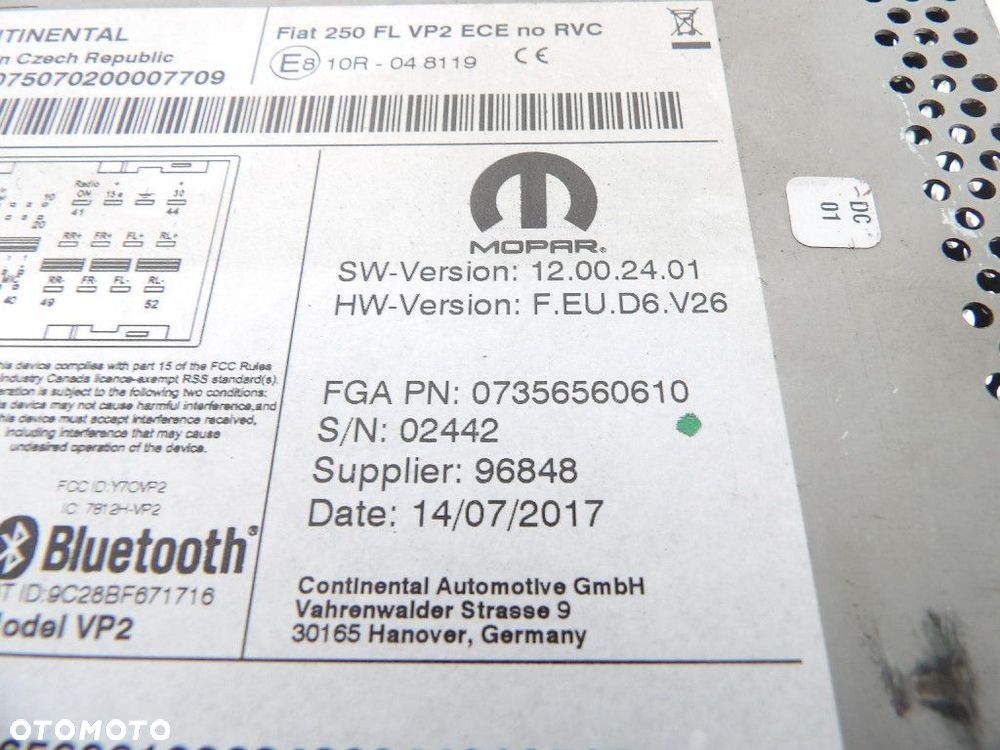 TINENTAL
n Czech Republic
075070200007709
Fiat 250 FL VP2 ECE no RVC
E8 10R - 04 8119 CE
Radio
ON + 15 + 30
41 44
10
20
RR+ FR+ FL+ RL+
RR- FR- FL- RL-
40 49 52
MOPAR®
DC
01
SW-Version: 12.00.24.01
HW-Version: F.EU.D6.V26
his device complies with part 15 of the FCC Rules
Industry Canada licence-exempt RSS standard(s).
eration is subject to the following two conditions:
s device may not cause harmful interference,and
this device must accept interference received,
including interference that may cause
undesired operation of the device.
FGA PN: 07356560610
S/N: 02442
Supplier: 96848
Date: 14/07/2017
FCC ID:Y7OVP2
IC: 7812H-VP2
Bluetooth®
T ID:9C28BF671716
Model VP2
Continental Automotive GmbH
Vahrenwalder Strasse 9
30165 Hanover, Germany
OTOMOTO